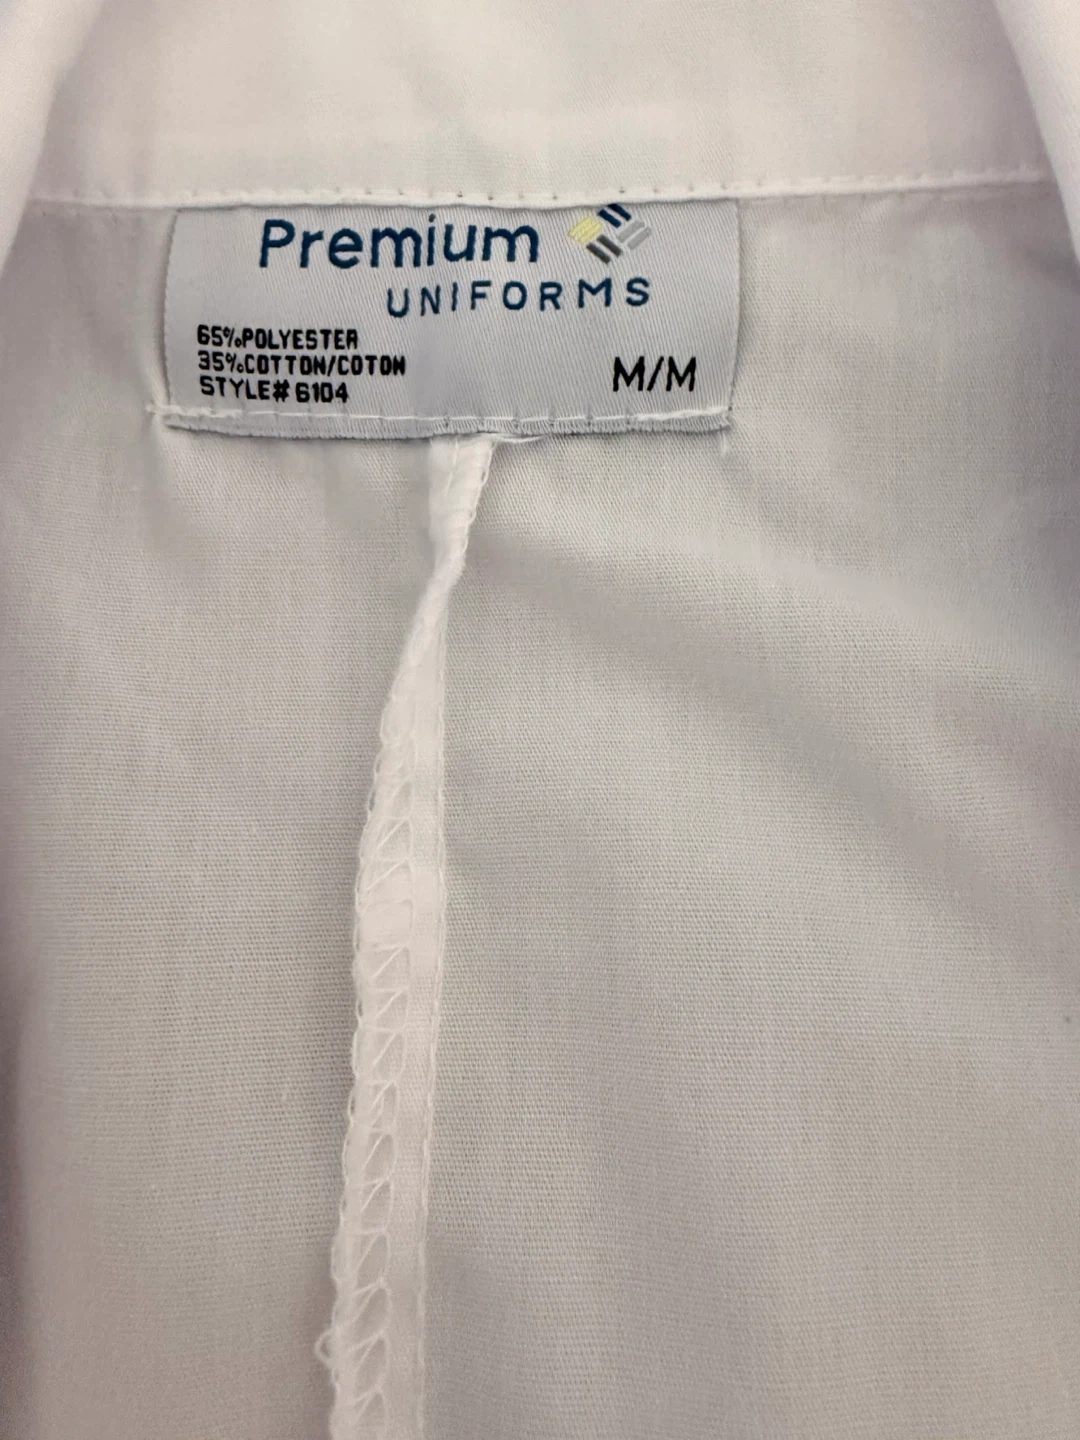 Premium
UNIFORMS
65%POLYESTER
35%COTTON/COTON
STYLE#6104
M/M